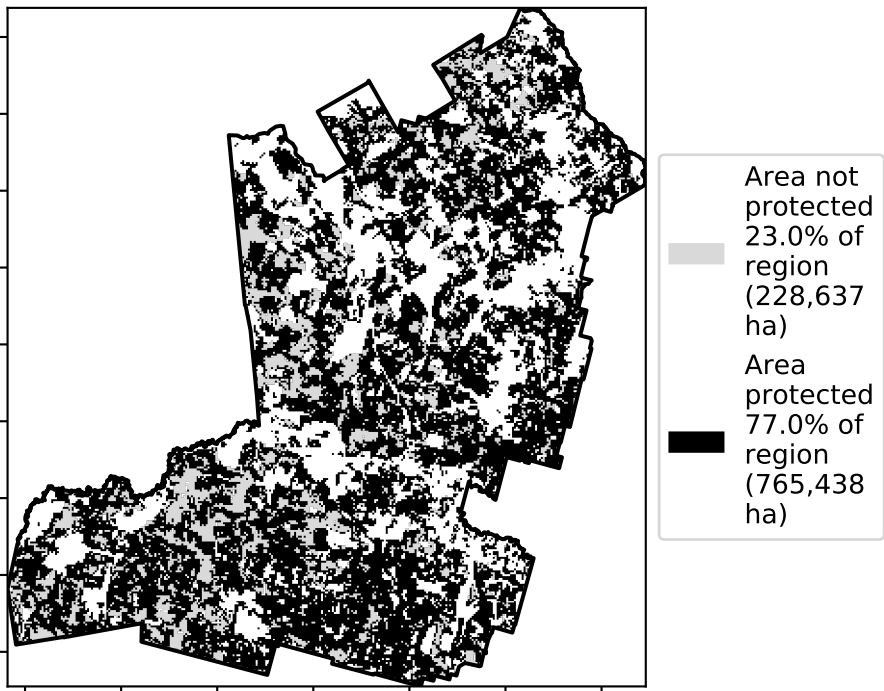 Area not
protected
23.0% of
region
(228,637
ha)
Area
protected
77.0% of
region
(765,438
ha)